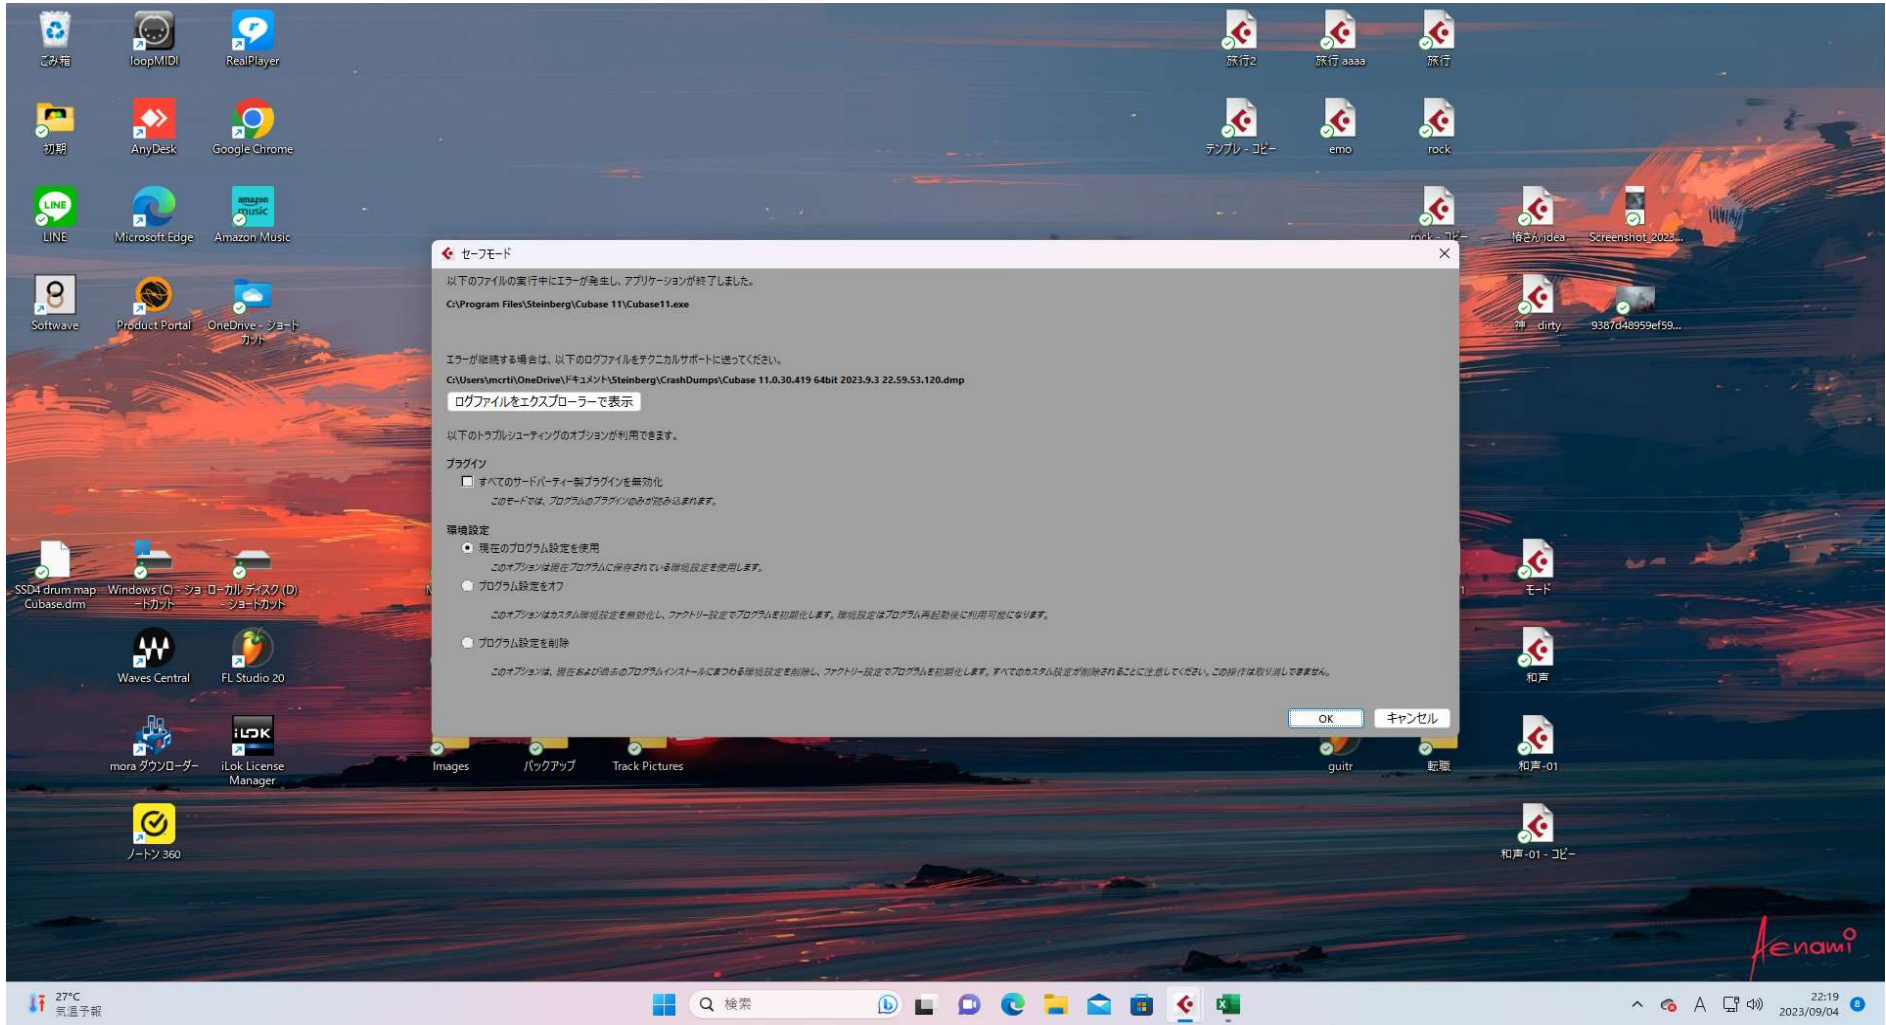 ごみ箱
loopMIDI
RealPlayer
旅行2
旅行 aaaa
旅行
初期
AnyDesk
Google Chrome
テンプレ - コピー
emo
rock
LINE
LINE
Microsoft Edge
amazon
music
Amazon Music
rock - コピー
idea
Screenshot_2023...
Softwave
Product Portal
OneDrive - ショート
カット
神 dirty
9387d48959ef59...
セーフモード
以下のファイルの実行中にエラーが発生し、アプリケーションが終了しました。
C:\Program Files\Steinberg\Cubase 11\Cubase11.exe
エラーが継続する場合は、以下のログファイルをテクニカルサポートに送ってください。
C:\Users\mcrti\OneDrive\ドキュメント\Steinberg\CrashDumps\Cubase 11.0.30.419 64bit 2023.9.3 22.59.53.120.dmp
ログファイルをエクスプローラーで表示
以下のトラブルシューティングのオプションが利用できます。
プラグイン
すべてのサードパーティー製プラグインを無効化
このモードでは、プログラムのプラグインのみが読み込まれます。
環境設定
現在のプログラム設定を使用
このオプションは現在プログラムに保存されている環境設定を使用します。
プログラム設定をオフ
このオプションはカスタム環境設定を無効化し、ファクトリー設定でプログラムを初期化します。環境設定はプログラム再起動後に利用可能になります。
プログラム設定を削除
このオプションは、現在および過去のプログラムインストールにまつわる環境設定を削除し、ファクトリー設定でプログラムを初期化します。すべてのカスタム設定が削除されることに注意してください。この操作は取り消しできません。
OK
キャンセル
SSD4 drum map
Cubase.drm
Windows (C) - ショ
ートカット
ローカル ディスク (D)
- ショートカット
モード
Waves Central
FL Studio 20
和声
mora ダウンローダー
iLOK
iLok License
Manager
Images
バックアップ
Track Pictures
guitr
転職
和声-01
ノートン 360
和声-01 - コピー
Aenami
27°C
気温予報
検索
A
22:19
2023/09/04
8